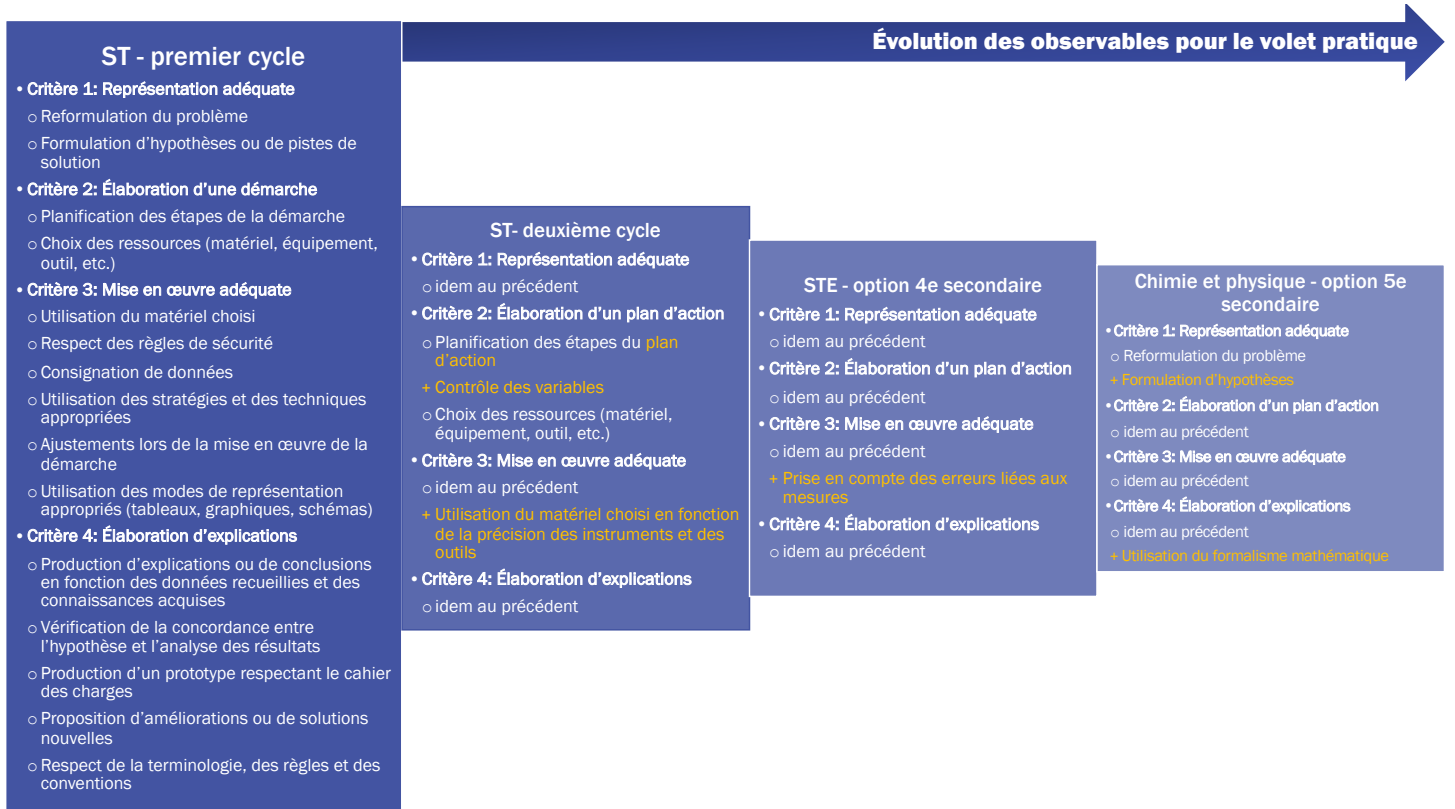 Évolution des observables pour le volet pratique
ST - premier cycle
• Critère 1: Représentation adéquate
o Reformulation du problème
o Formulation d'hypothèses ou de pistes de
solution
• Critère 2: Élaboration d'une démarche
o Planification des étapes de la démarche
o Choix des ressources (matériel, équipement,
outil, etc.)
• Critère 3: Mise en œuvre adéquate
o Utilisation du matériel choisi
o Respect des règles de sécurité
o Consignation de données
o Utilisation des stratégies et des techniques
appropriées
o Ajustements lors de la mise en œuvre de la
démarche
o Utilisation des modes de représentation
appropriés (tableaux, graphiques, schémas)
• Critère 4: Élaboration d'explications
o Production d'explications ou de conclusions
en fonction des données recueillies et des
connaissances acquises
o Vérification de la concordance entre
l'hypothèse et l'analyse des résultats
o Production d'un prototype respectant le cahier
des charges
o Proposition d'améliorations ou de solutions
nouvelles
o Respect de la terminologie, des règles et des
conventions
ST- deuxième cycle
• Critère 1: Représentation adéquate
o idem au précédent
• Critère 2: Élaboration d'un plan d'action
o Planification des étapes du plan
d'action
+ Contrôle des variables
o Choix des ressources (matériel,
équipement, outil, etc.)
• Critère 3: Mise en œuvre adéquate
o idem au précédent
+ Utilisation du matériel choisi en fonction
de la précision des instruments et des
outils
• Critère 4: Élaboration d'explications
o idem au précédent
STE - option 4e secondaire
• Critère 1: Représentation adéquate
o idem au précédent
• Critère 2: Élaboration d'un plan d'action
o idem au précédent
• Critère 3: Mise en œuvre adéquate
o idem au précédent
+ Prise en compte des erreurs liées aux
mesures
• Critère 4: Élaboration d'explications
o idem au précédent
Chimie et physique - option 5e
secondaire
• Critère 1: Représentation adéquate
o Reformulation du problème
+ Formulation d'hypothèses
• Critère 2: Élaboration d'un plan d'action
o idem au précédent
• Critère 3: Mise en œuvre adéquate
o idem au précédent
• Critère 4: Élaboration d'explications
o idem au précédent
+ Utilisation du formalisme mathématique